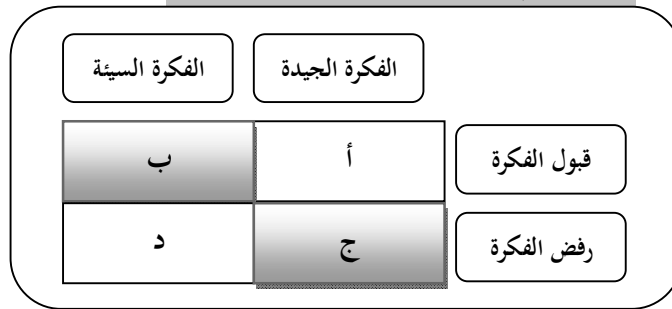 الفكرة الجيدة الفكرة السيئة
قبول الفكرة أ ب
رفض الفكرة ج د